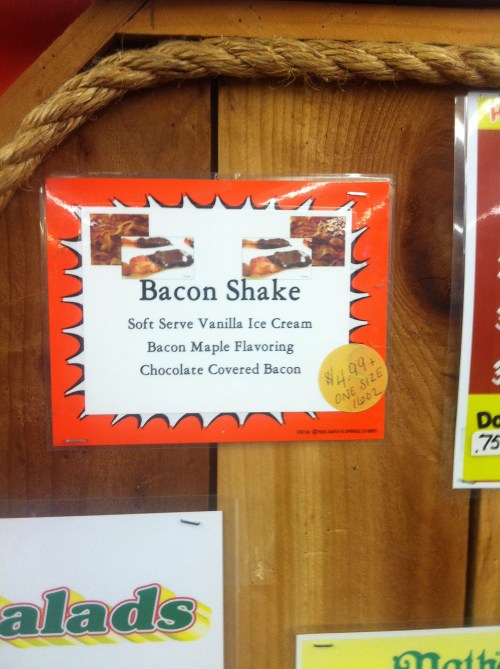 Bacon Shake
Soft Serve Vanilla Ice Cream
Bacon Maple Flavoring
Chocolate Covered Bacon
$4.99+
ONE SIZE
16oz
Do
.75
alads